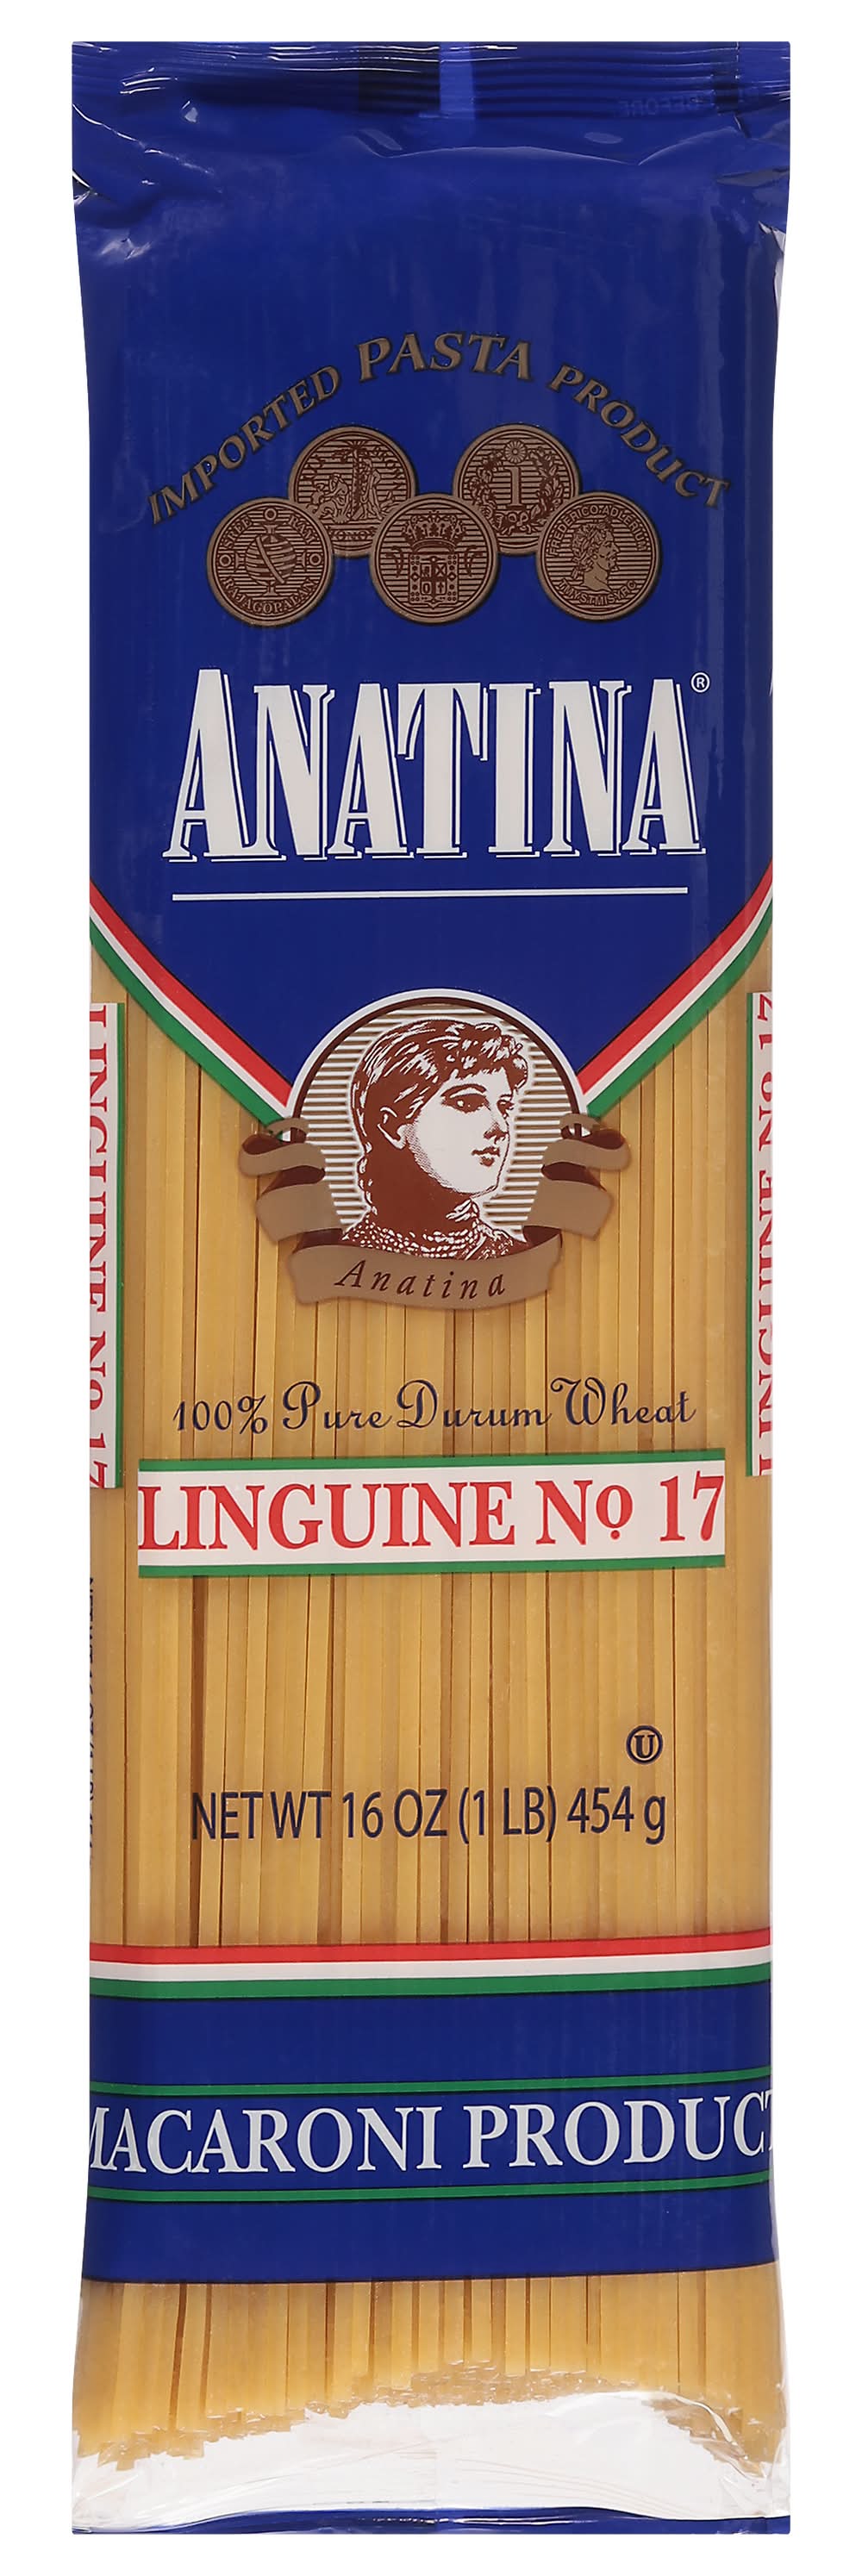 IMPORTED PASTA PRODUCT
ANATINA®
Anatina
100% Pure Durum Wheat
LINGUINE Nº 17
LINGUINE Nº 17
LINGUINE Nº 17
U
NET WT 16 OZ (1 LB) 454 g
MACARONI PRODUCT